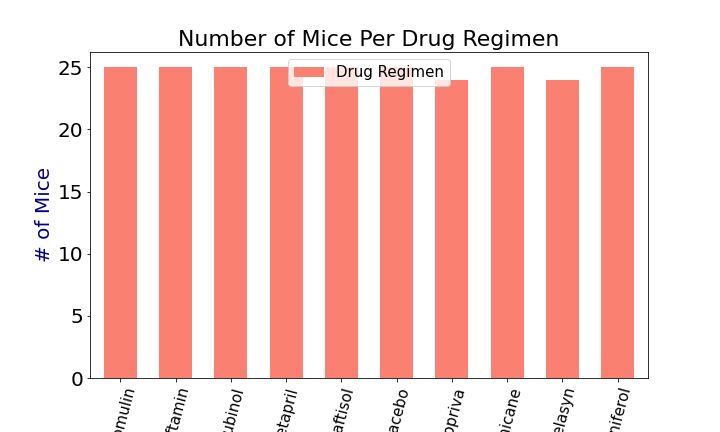 Number of Mice Per Drug Regimen
Drug Regimen
# of Mice
25
20
15
10
5
0
omulin
ftamin
ubinol
etapril
aftisol
acebo
opriva
icane
elasyn
niferol